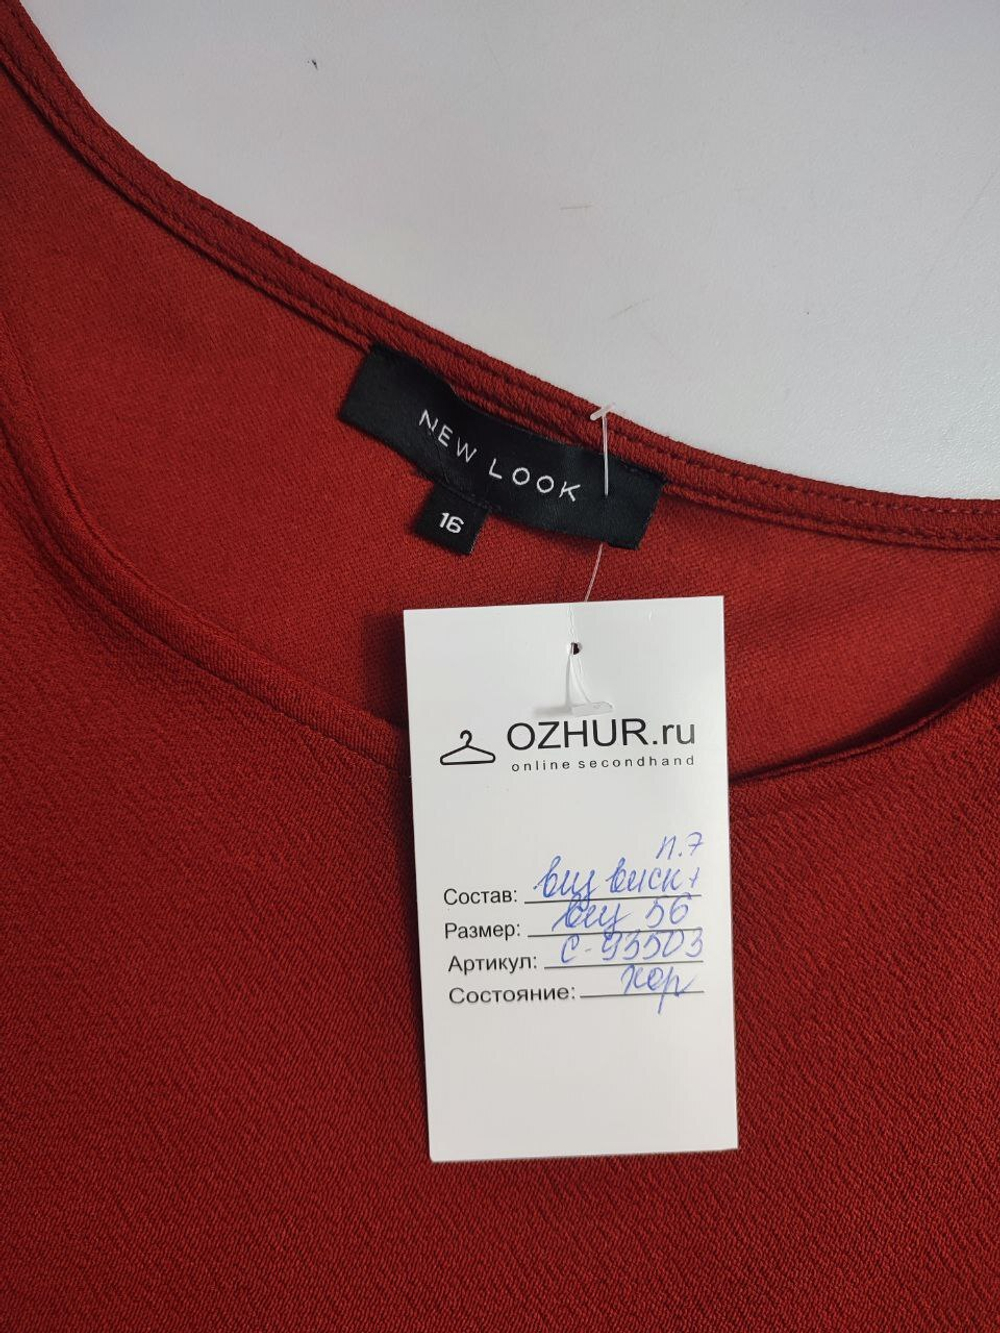 NEW LOOK
16
OZHUR.ru
online secondhand
п.7
Состав: виз виск+
Размер: виз 56
Артикул: С-93503
Состояние: хор